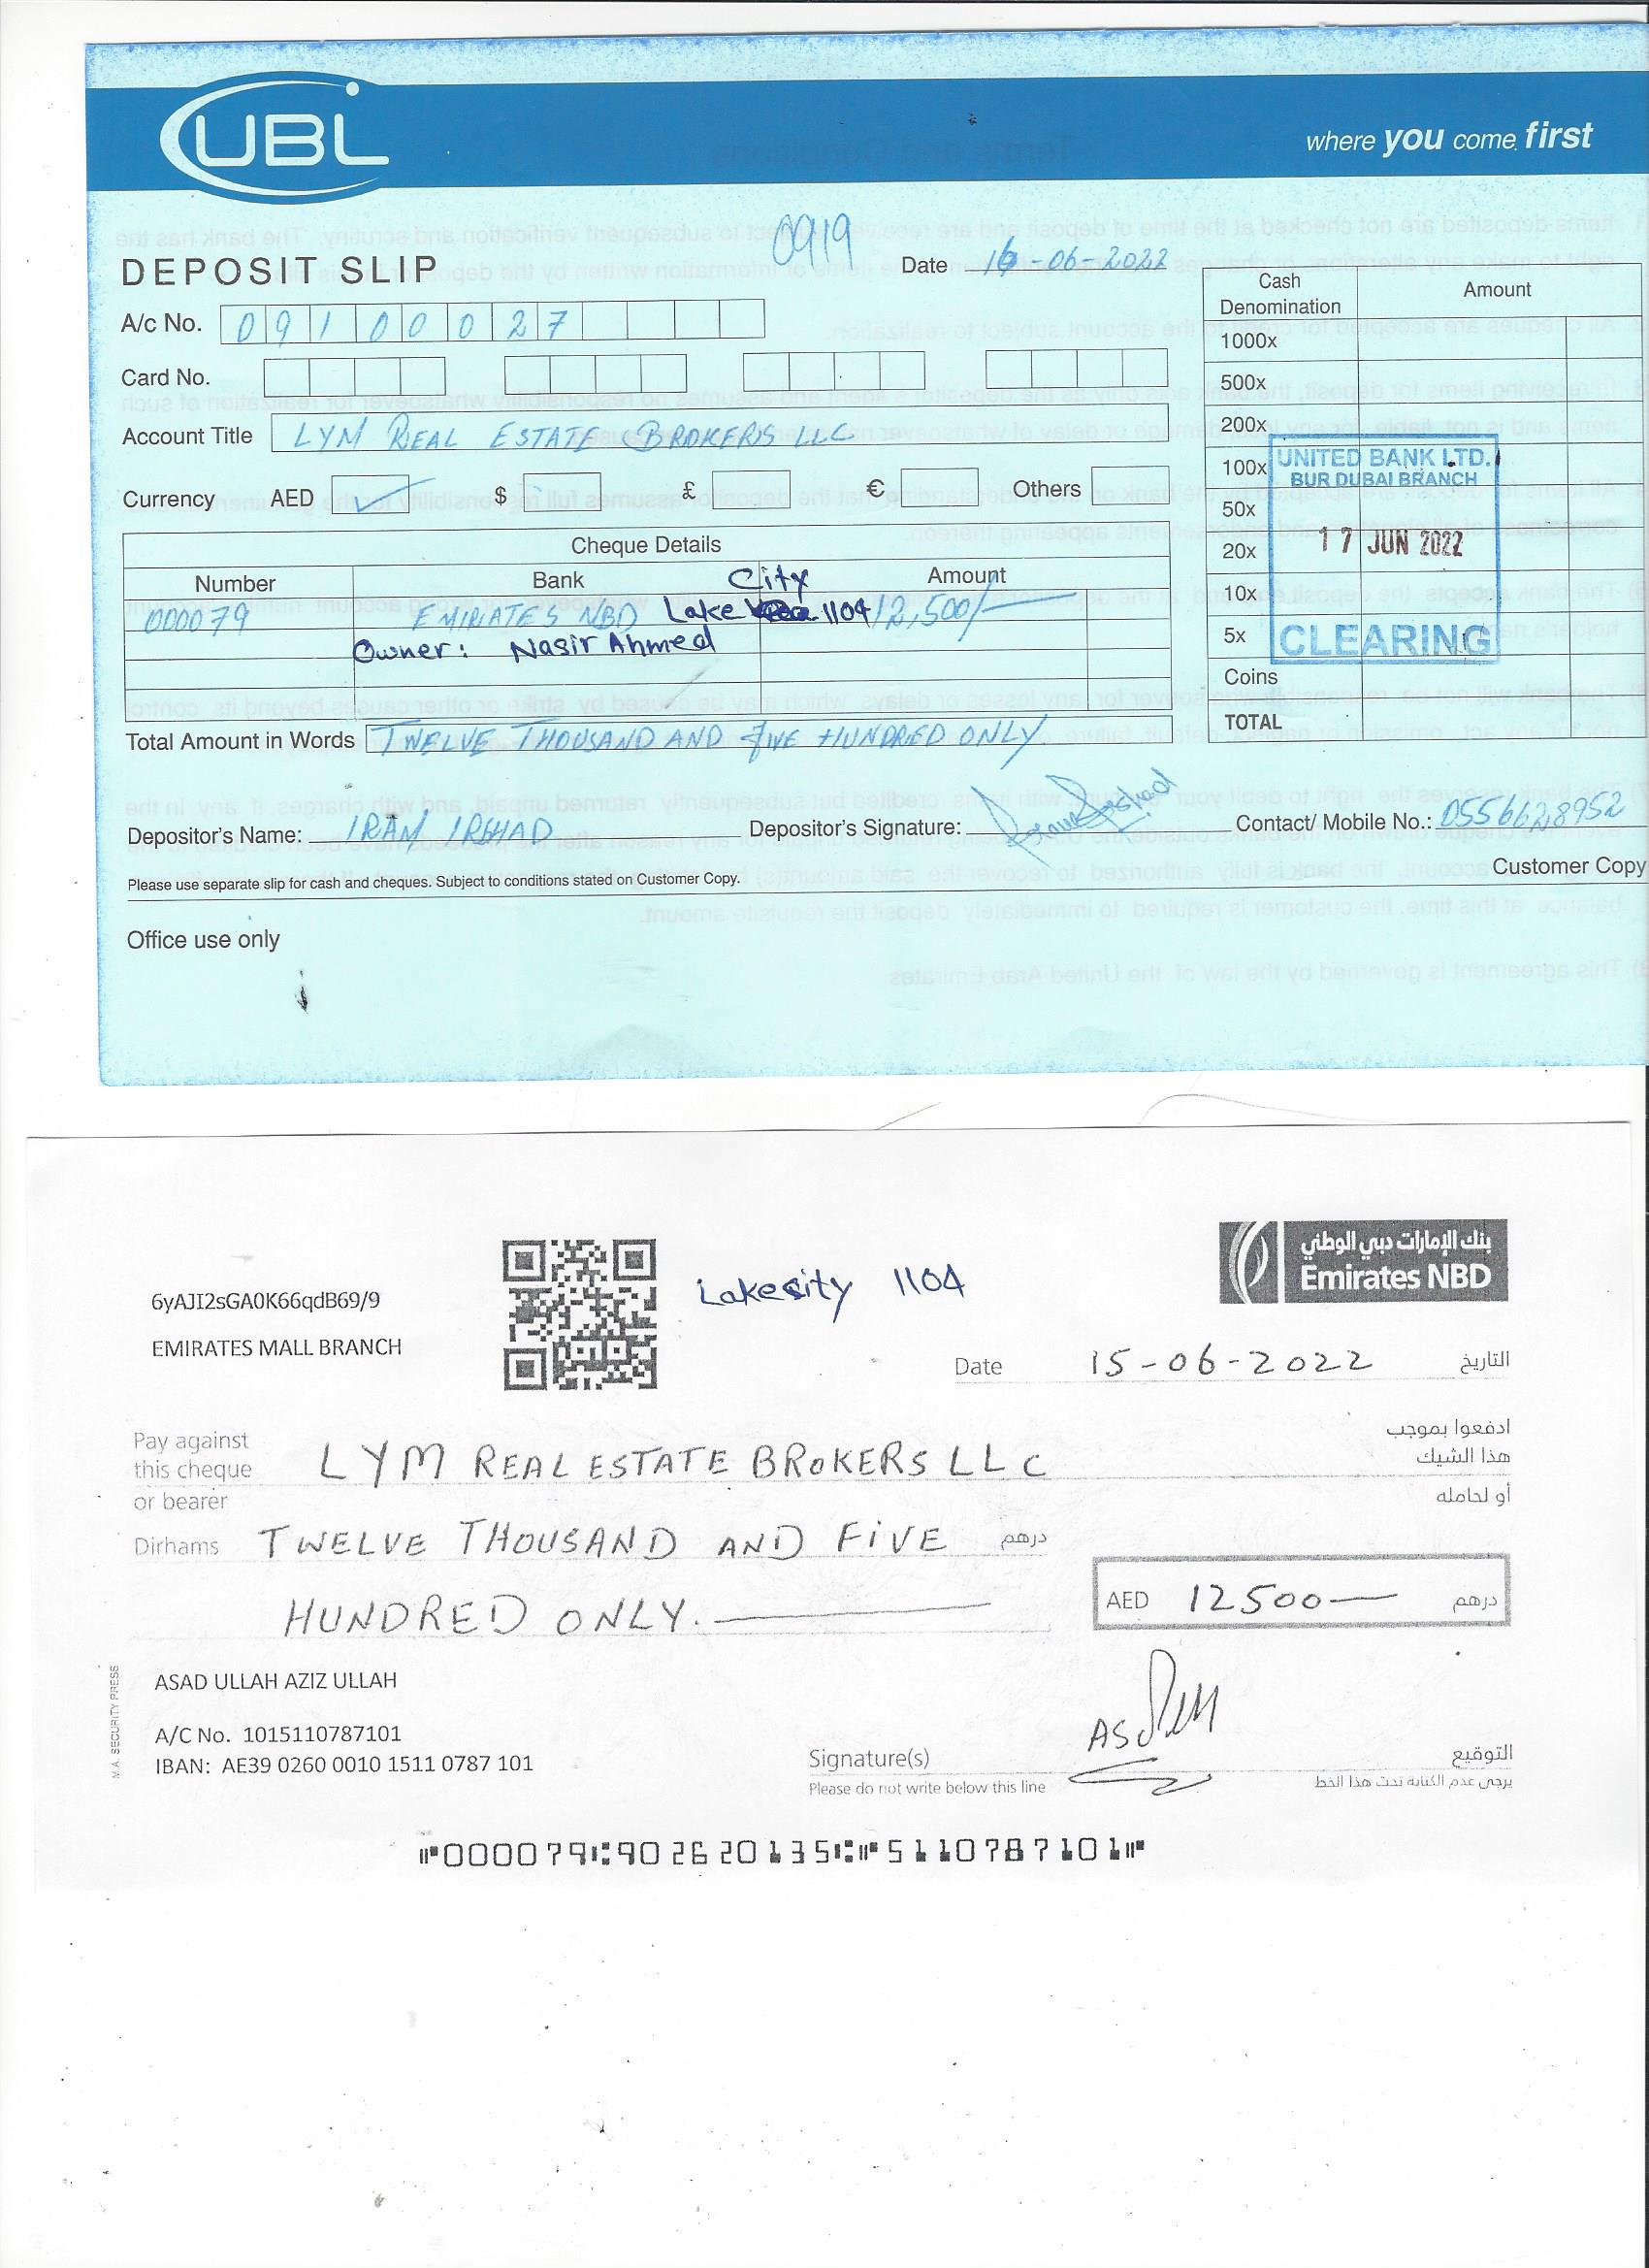 UBL
where you come first
0919
DEPOSIT SLIP
Date 16-06-2022
A/c No. 0 9 1 0 0 0 2 7
Card No.
Account Title LYM REAL ESTATE BROKERS LLC
Currency AED $ £ € Others
Cheque Details
Number Bank Amount
City
000079 EMIRATES NBD Lake 1104 12,500/-
Owner: Nasir Ahmed
Total Amount in Words TWELVE THOUSAND AND FIVE HUNDRED ONLY
Cash Denomination Amount
1000x
500x
200x
100x
50x
20x
10x
5x
Coins
TOTAL
UNITED BANK LTD.
BUR DUBAI BRANCH
17 JUN 2022
CLEARING
Depositor's Name: IRAM IRSHAD Depositor's Signature: Contact/ Mobile No.: 0556628952
Please use separate slip for cash and cheques. Subject to conditions stated on Customer Copy.
Customer Copy
Office use only
بنك الإمارات دبي الوطني
Emirates NBD
6yAJI2sGA0K66qdB69/9
Lakecity 1104
EMIRATES MALL BRANCH
Date 15-06-2022 التاريخ
Pay against this cheque or bearer LYM REAL ESTATE BROKERS LLC ادفعوا بموجب هذا الشيك أو لحامله
Dirhams TWELVE THOUSAND AND FIVE درهم
HUNDRED ONLY.
AED 12500 درهم
M.A. SECURITY PRESS
ASAD ULLAH AZIZ ULLAH
A/C No. 1015110787101
IBAN: AE39 0260 0010 1511 0787 101
Signature(s) التوقيع
Please do not write below this line يرجى عدم الكتابة تحت هذا الخط
⑈000079⑆902620135⑆⑈5110787101⑈